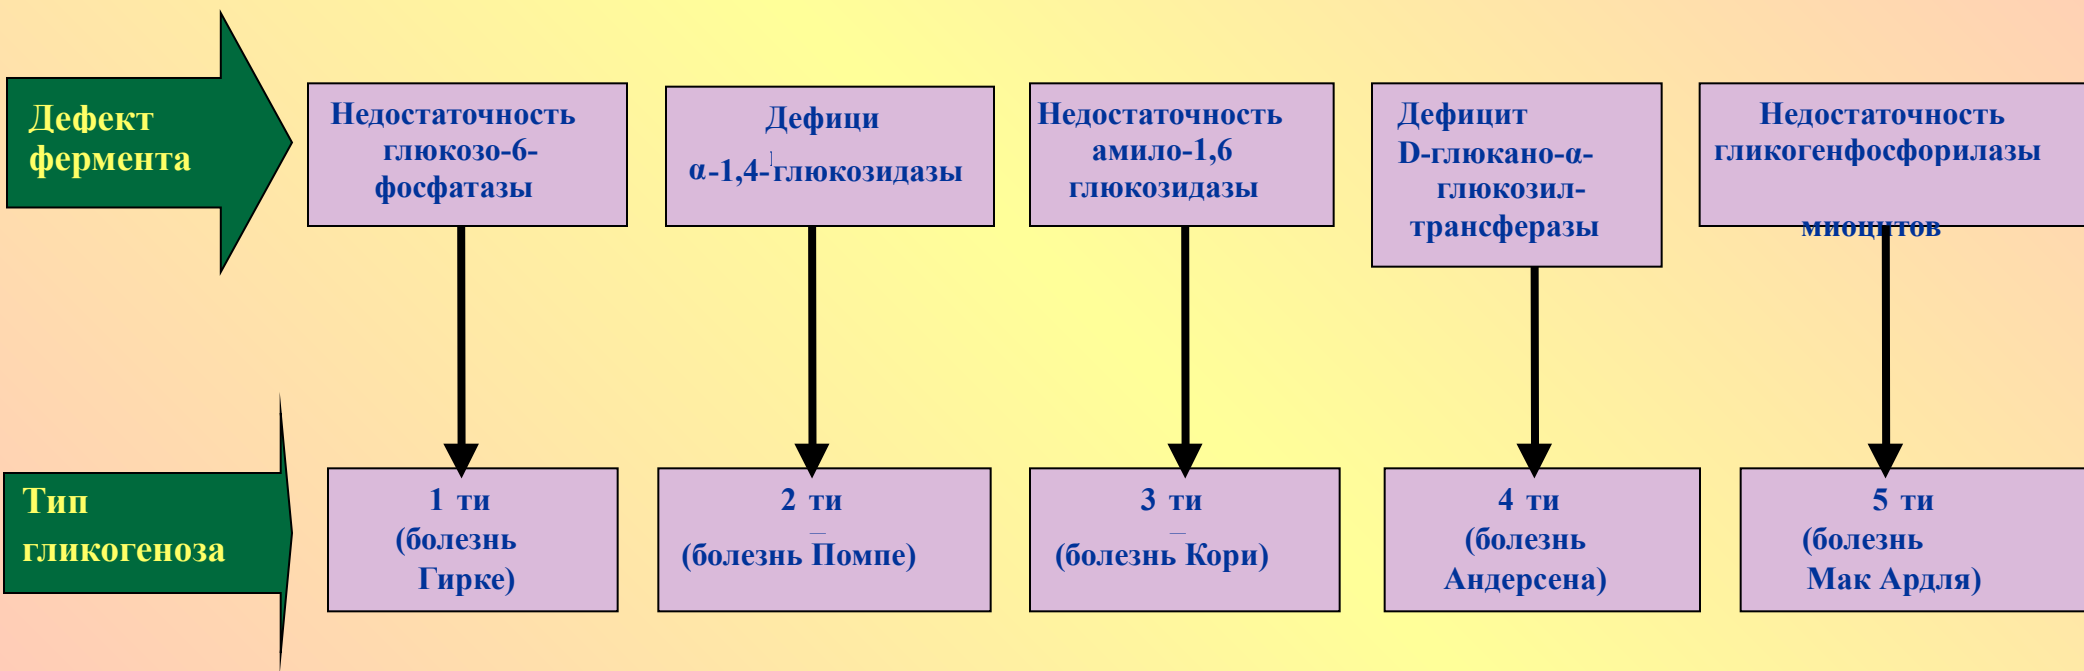 Дефект
фермента
Недостаточность
глюкозо-6-
фосфатазы
Дефици
α-1,4-глюкозидазы
Недостаточность
амило-1,6
глюкозидазы
Дефицит
D-глюкано-α-
глюкозил-
трансферазы
Недостаточность
гликогенфосфорилазы
миоцитов
Тип
гликогеноза
1 ти
(болезнь
Гирке)
2 ти
(болезнь Помпе)
3 ти
(болезнь Кори)
4 ти
(болезнь
Андерсена)
5 ти
(болезнь
Мак Ардля)